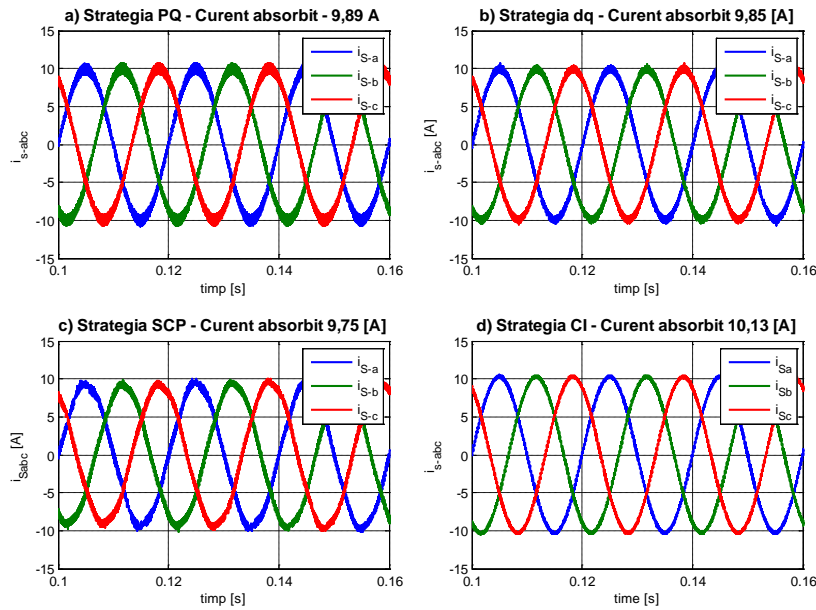 a) Strategia PQ - Curent absorbit - 9,89 A
15
10
5
0
-5
-10
-15
i_s-abc
0.1 0.12 0.14 0.16
timp [s]
i_S-a
i_S-b
i_S-c
b) Strategia dq - Curent absorbit 9,85 [A]
15
10
5
0
-5
-10
-15
i_s-abc [A]
0.1 0.12 0.14 0.16
timp [s]
i_S-a
i_S-b
i_S-c
c) Strategia SCP - Curent absorbit 9,75 [A]
15
10
5
0
-5
-10
-15
i_Sabc [A]
0.1 0.12 0.14 0.16
timp [s]
i_S-a
i_S-b
i_S-c
d) Strategia CI - Curent absorbit 10,13 [A]
15
10
5
0
-5
-10
-15
i_s-abc
0.1 0.12 0.14 0.16
time [s]
i_Sa
i_Sb
i_Sc